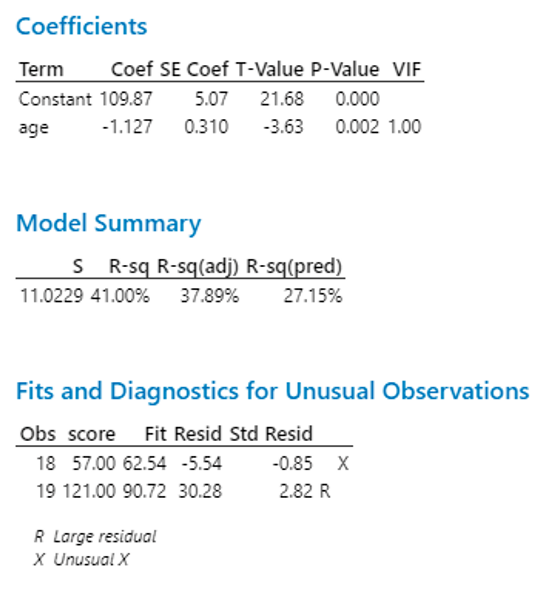 Coefficients
Term Coef SE Coef T-Value P-Value VIF
Constant 109.87 5.07 21.68 0.000
age -1.127 0.310 -3.63 0.002 1.00
Model Summary
S R-sq R-sq(adj) R-sq(pred)
11.0229 41.00% 37.89% 27.15%
Fits and Diagnostics for Unusual Observations
Obs score Fit Resid Std Resid
18 57.00 62.54 -5.54 -0.85 X
19 121.00 90.72 30.28 2.82 R
R Large residual
X Unusual X